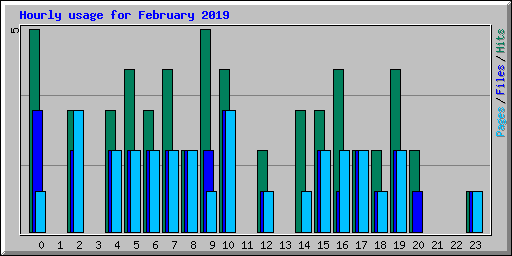 Hourly usage for February 2019
5
Pages/Files/Hits
0 1 2 3 4 5 6 7 8 9 10 11 12 13 14 15 16 17 18 19 20 21 22 23